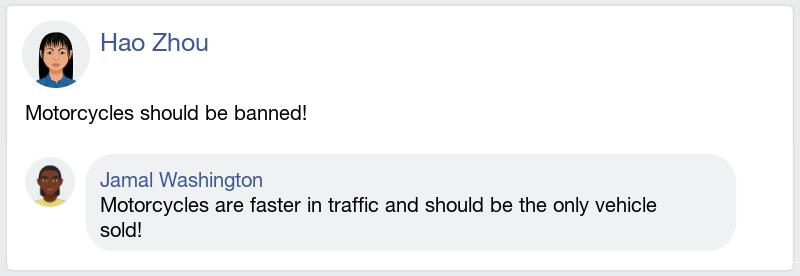 Hao Zhou
Motorcycles should be banned!
Jamal Washington
Motorcycles are faster in traffic and should be the only vehicle
sold!